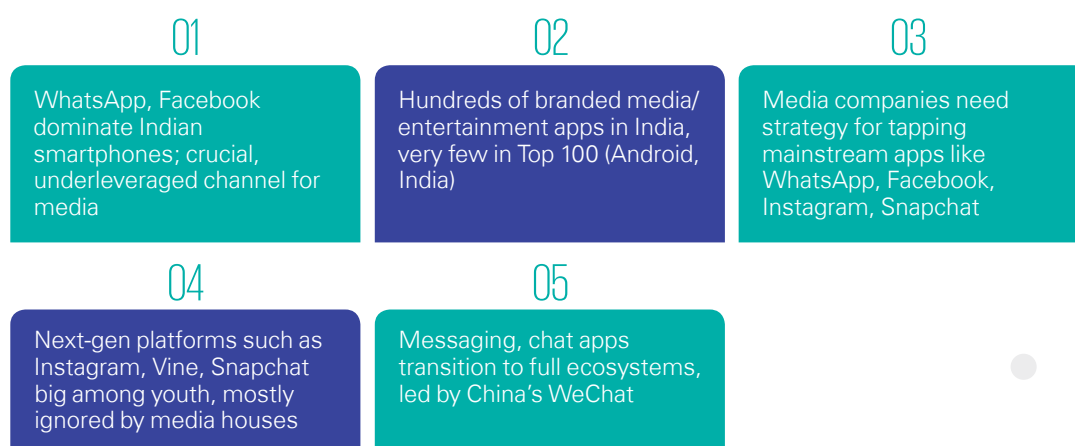 01
WhatsApp, Facebook
dominate Indian
smartphones; crucial,
underleveraged channel for
media
02
Hundreds of branded media/
entertainment apps in India,
very few in Top 100 (Android,
India)
03
Media companies need
strategy for tapping
mainstream apps like
WhatsApp, Facebook,
Instagram, Snapchat
04
Next-gen platforms such as
Instagram, Vine, Snapchat
big among youth, mostly
ignored by media houses
05
Messaging, chat apps
transition to full ecosystems,
led by China’s WeChat